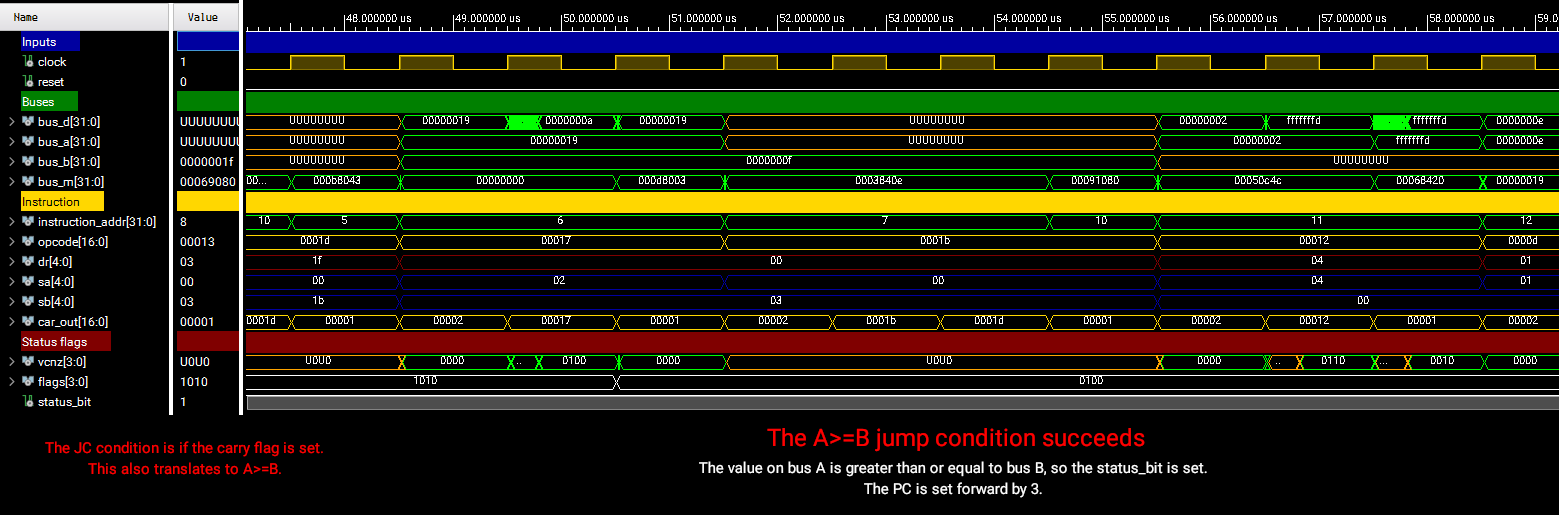 Name Value
48.000000 us 49.000000 us 50.000000 us 51.000000 us 52.000000 us 53.000000 us 54.000000 us 55.000000 us 56.000000 us 57.000000 us 58.000000 us 59.0
Inputs
clock 1
reset 0
Buses
bus_d[31:0] UUUUUUUU UUUUUUUU 00000019 0000000a 00000019 UUUUUUUU 00000002 fffffffd fffffffd 0000000e
bus_a[31:0] UUUUUUUU UUUUUUUU 00000019 UUUUUUUU 00000002 fffffffd 0000000e
bus_b[31:0] 0000001f UUUUUUUU 0000000f UUUUUUUU
bus_m[31:0] 00069080 00... 00068043 00000000 000d8003 0003840e 00091080 00050c4c 00068420 00000019
Instruction
instruction_addr[31:0] 8 10 5 6 7 10 11 12
opcode[16:0] 00013 0001d 00017 0001b 00012 0000d
dr[4:0] 03 1f 00 04 01
sa[4:0] 00 00 02 00 04 01
sb[4:0] 03 1b 03 00
car_out[16:0] 00001 0001d 00001 00002 00017 00001 00002 0001b 0001d 00001 00002 00012 00001 00002
Status flags
vcnz[3:0] U0U0 U0U0 0000 .. 0100 0000 U0U0 0000 .. 0110 ... 0010 0000
flags[3:0] 1010 1010 0100
status_bit 1
The JC condition is if the carry flag is set.
This also translates to A>=B.
The A>=B jump condition succeeds
The value on bus A is greater than or equal to bus B, so the status_bit is set.
The PC is set forward by 3.